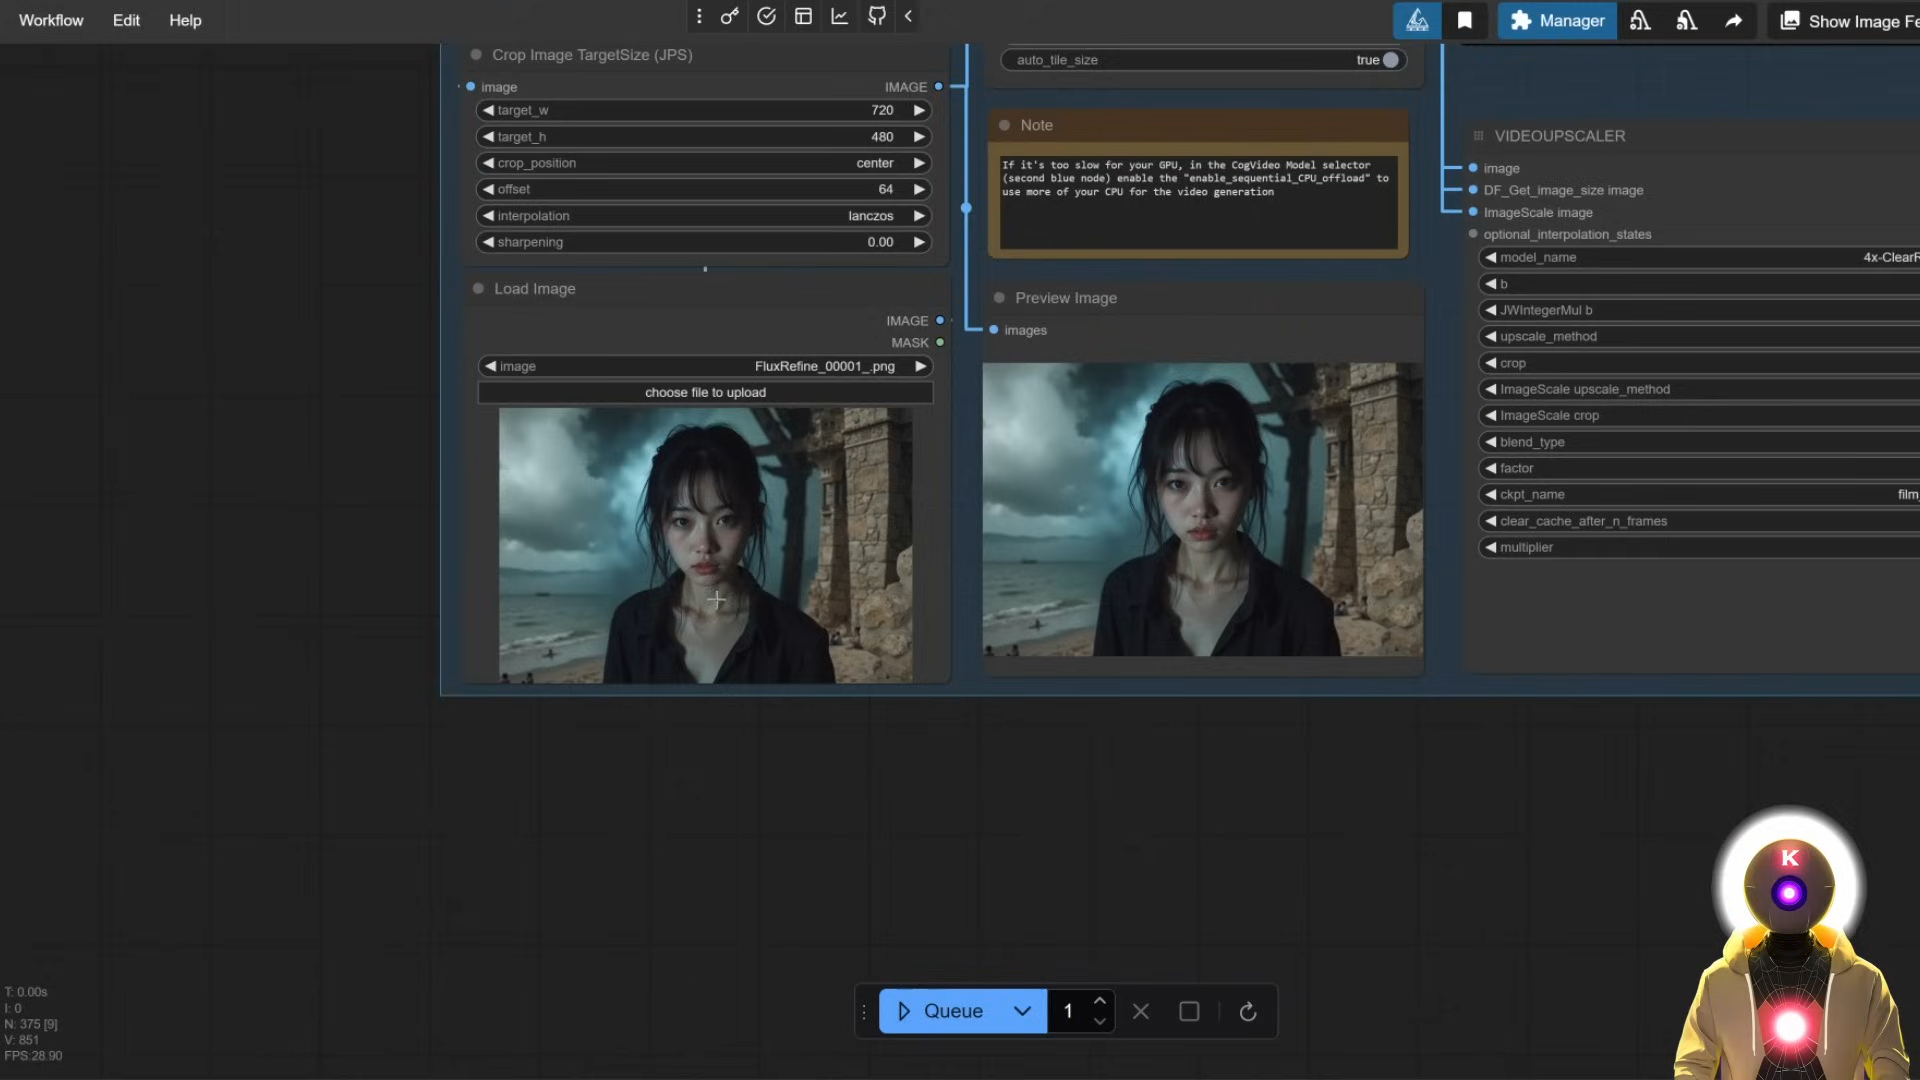 Workflow Edit Help
Manager
Show Image Fe
Crop Image TargetSize (JPS)
image IMAGE
target_w 720
target_h 480
crop_position center
offset 64
interpolation lanczos
sharpening 0.00
Load Image
IMAGE
MASK
image FluxRefine_00001_.png
choose file to upload
auto_tile_size true
Note
If it's too slow for your GPU, in the CogVideo Model selector
(second blue node) enable the "enable_sequential_CPU_offload" to
use more of your CPU for the video generation
Preview Image
images
VIDEOUPSCALER
image
DF_Get_image_size image
ImageScale image
optional_interpolation_states
model_name 4x-ClearR
b
JWIntegerMul b
upscale_method
crop
ImageScale upscale_method
ImageScale crop
blend_type
factor
ckpt_name film_
clear_cache_after_n_frames
multiplier
K
Queue 1
T: 0.00s
I: 0
N: 375 [9]
V: 851
FPS:28.90